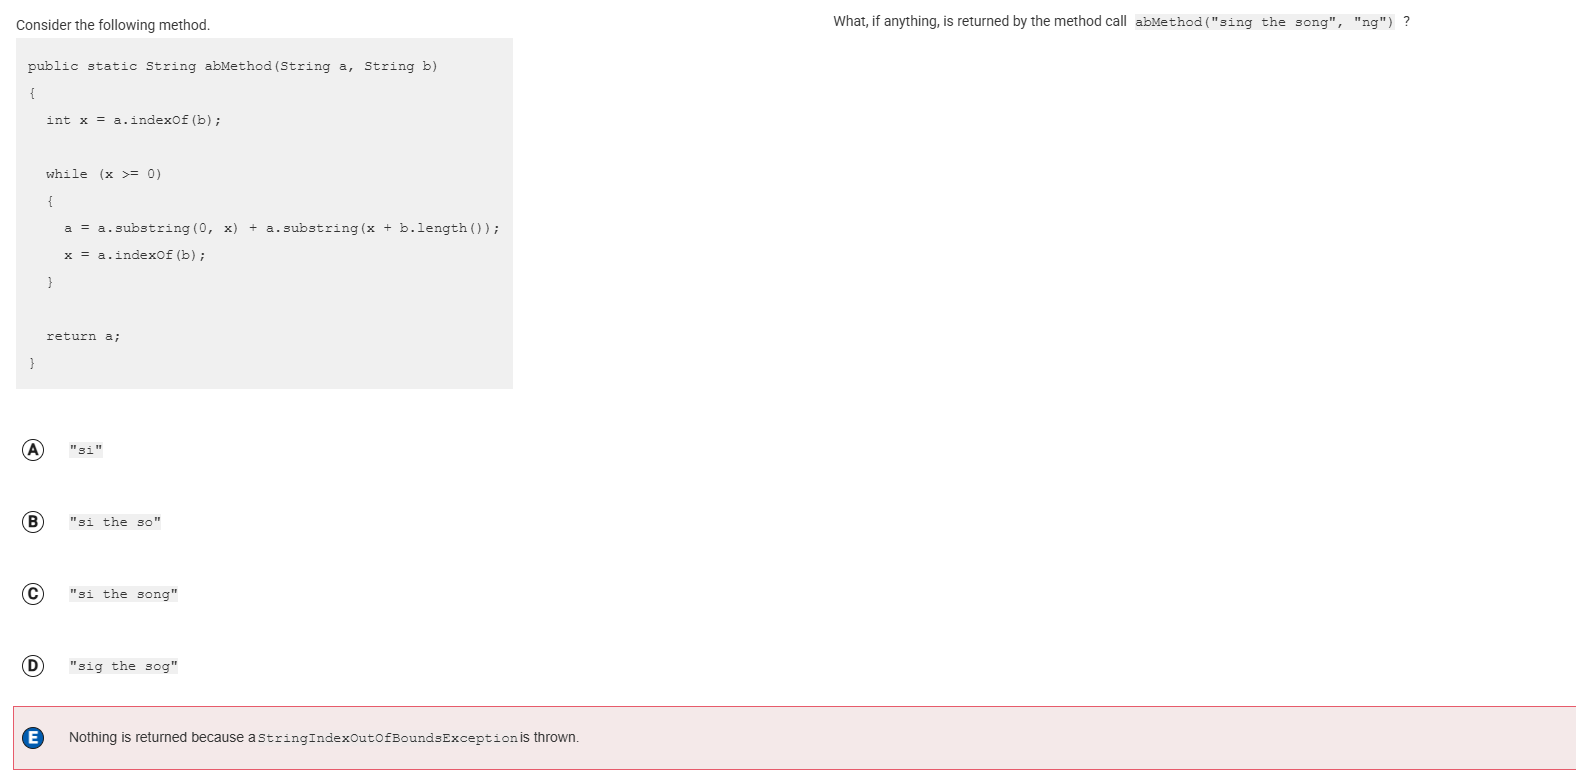 Consider the following method.
public static String abMethod(String a, String b)
{
int x = a.indexOf(b);
while (x >= 0)
{
a = a.substring(0, x) + a.substring(x + b.length());
x = a.indexOf(b);
}
return a;
}
What, if anything, is returned by the method call abMethod("sing the song", "ng") ?
A "si"
B "si the so"
C "si the song"
D "sig the sog"
E Nothing is returned because a StringIndexOutOfBoundsException is thrown.